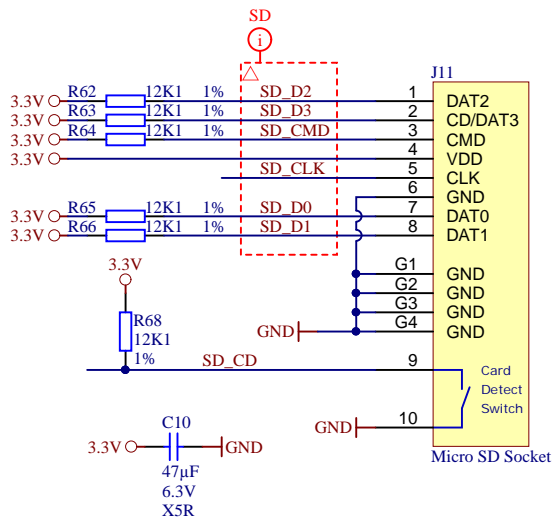 SD
i
J11
R62 12K1 1% SD_D2 1 DAT2
3.3V
R63 12K1 1% SD_D3 2 CD/DAT3
3.3V
R64 12K1 1% SD_CMD 3 CMD
3.3V
3.3V 4 VDD
SD_CLK 5 CLK
6 GND
R65 12K1 1% SD_D0 7 DAT0
3.3V
R66 12K1 1% SD_D1 8 DAT1
3.3V
3.3V
G1 GND
G2 GND
G3 GND
GND G4 GND
R68
12K1
1%
SD_CD 9
Card
Detect
Switch
GND 10
Micro SD Socket
C10
3.3V GND
47µF
6.3V
X5R